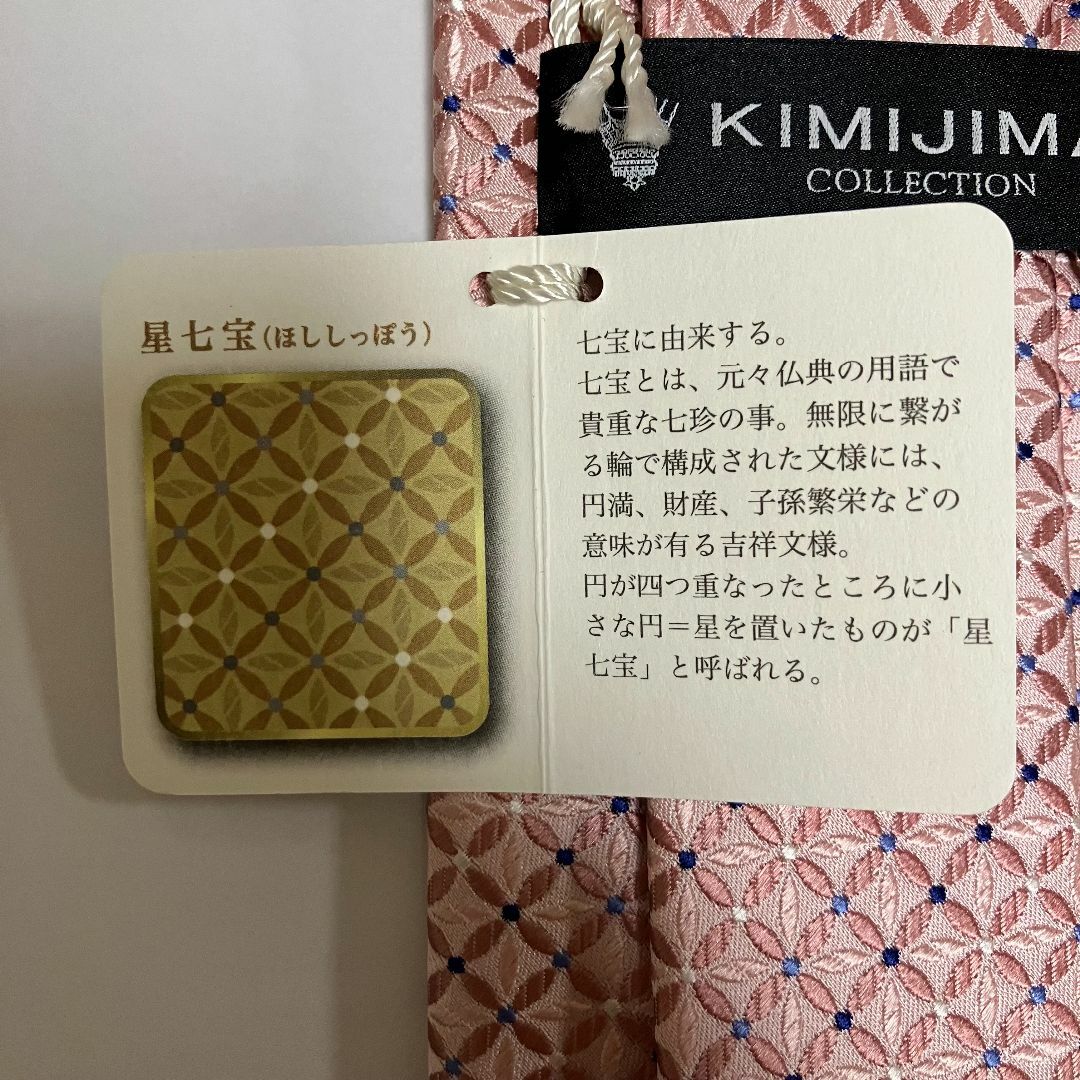 KIMIJIMA
COLLECTION
星七宝(ほししっぽう)
七宝に由来する。
七宝とは、元々仏典の用語で
貴重な七珍の事。無限に繋が
る輪で構成された文様には、
円満、財産、子孫繁栄などの
意味が有る吉祥文様。
円が四つ重なったところに小
さな円＝星を置いたものが「星
七宝」と呼ばれる。